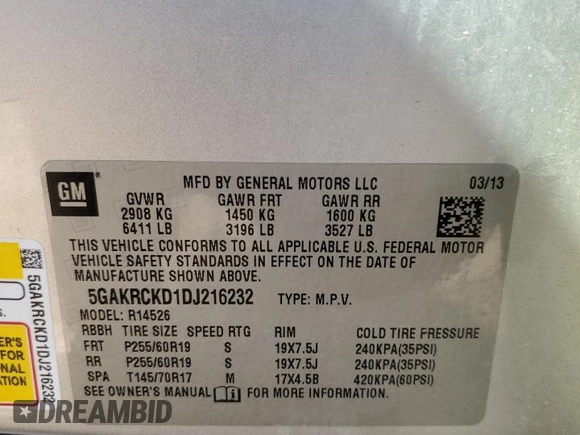 GM
MFD BY GENERAL MOTORS LLC 03/13
GVWR GAWR FRT GAWR RR
2908 KG 1450 KG 1600 KG
6411 LB 3196 LB 3527 LB
THIS VEHICLE CONFORMS TO ALL APPLICABLE U.S. FEDERAL MOTOR
VEHICLE SAFETY STANDARDS IN EFFECT ON THE DATE OF
MANUFACTURE SHOWN ABOVE.
5GAKRCKD1DJ216232 TYPE: M.P.V.
MODEL: R14526
RBBH TIRE SIZE SPEED RTG RIM COLD TIRE PRESSURE
FRT P255/60R19 S 19X7.5J 240KPA(35PSI)
RR P255/60R19 S 19X7.5J 240KPA(35PSI)
SPA T145/70R17 M 17X4.5B 420KPA(60PSI)
SEE OWNER'S MANUAL FOR MORE INFORMATION.
5GAKRCKD1DJ216232
ER'S
FOR
ONAL
DREAMBID